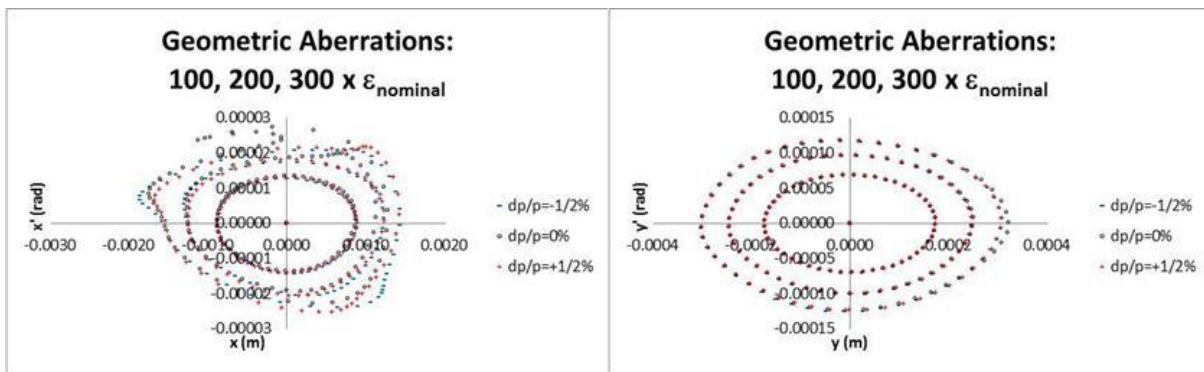 Geometric Aberrations:
100, 200, 300 x εnominal
0.00003
0.00002
0.00001
0.00000
-0.0030
-0.0020
-0.0010
0.0000
0.0010
0.0020
-0.00001
-0.00002
-0.00003
x' (rad)
x (m)
dp/p=-1/2%
dp/p=0%
dp/p=+1/2%
Geometric Aberrations:
100, 200, 300 x εnominal
0.00015
0.00010
0.00005
0.00000
-0.0004
-0.0002
0.0000
0.0002
0.0004
-0.00005
-0.00010
-0.00015
y' (rad)
y (m)
dp/p=-1/2%
dp/p=0%
dp/p=+1/2%